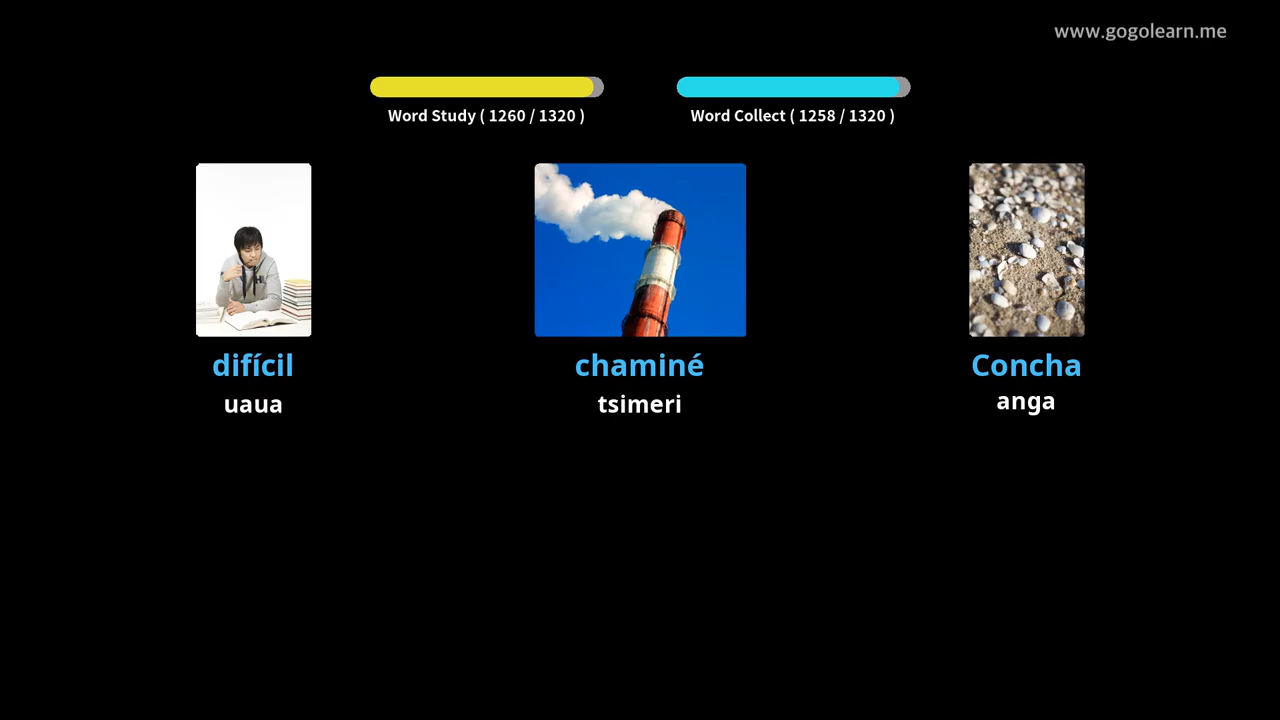 www.gogolearn.me
Word Study ( 1260 / 1320 )
Word Collect ( 1258 / 1320 )
difícil
uaua
chaminé
tsimeri
Concha
anga